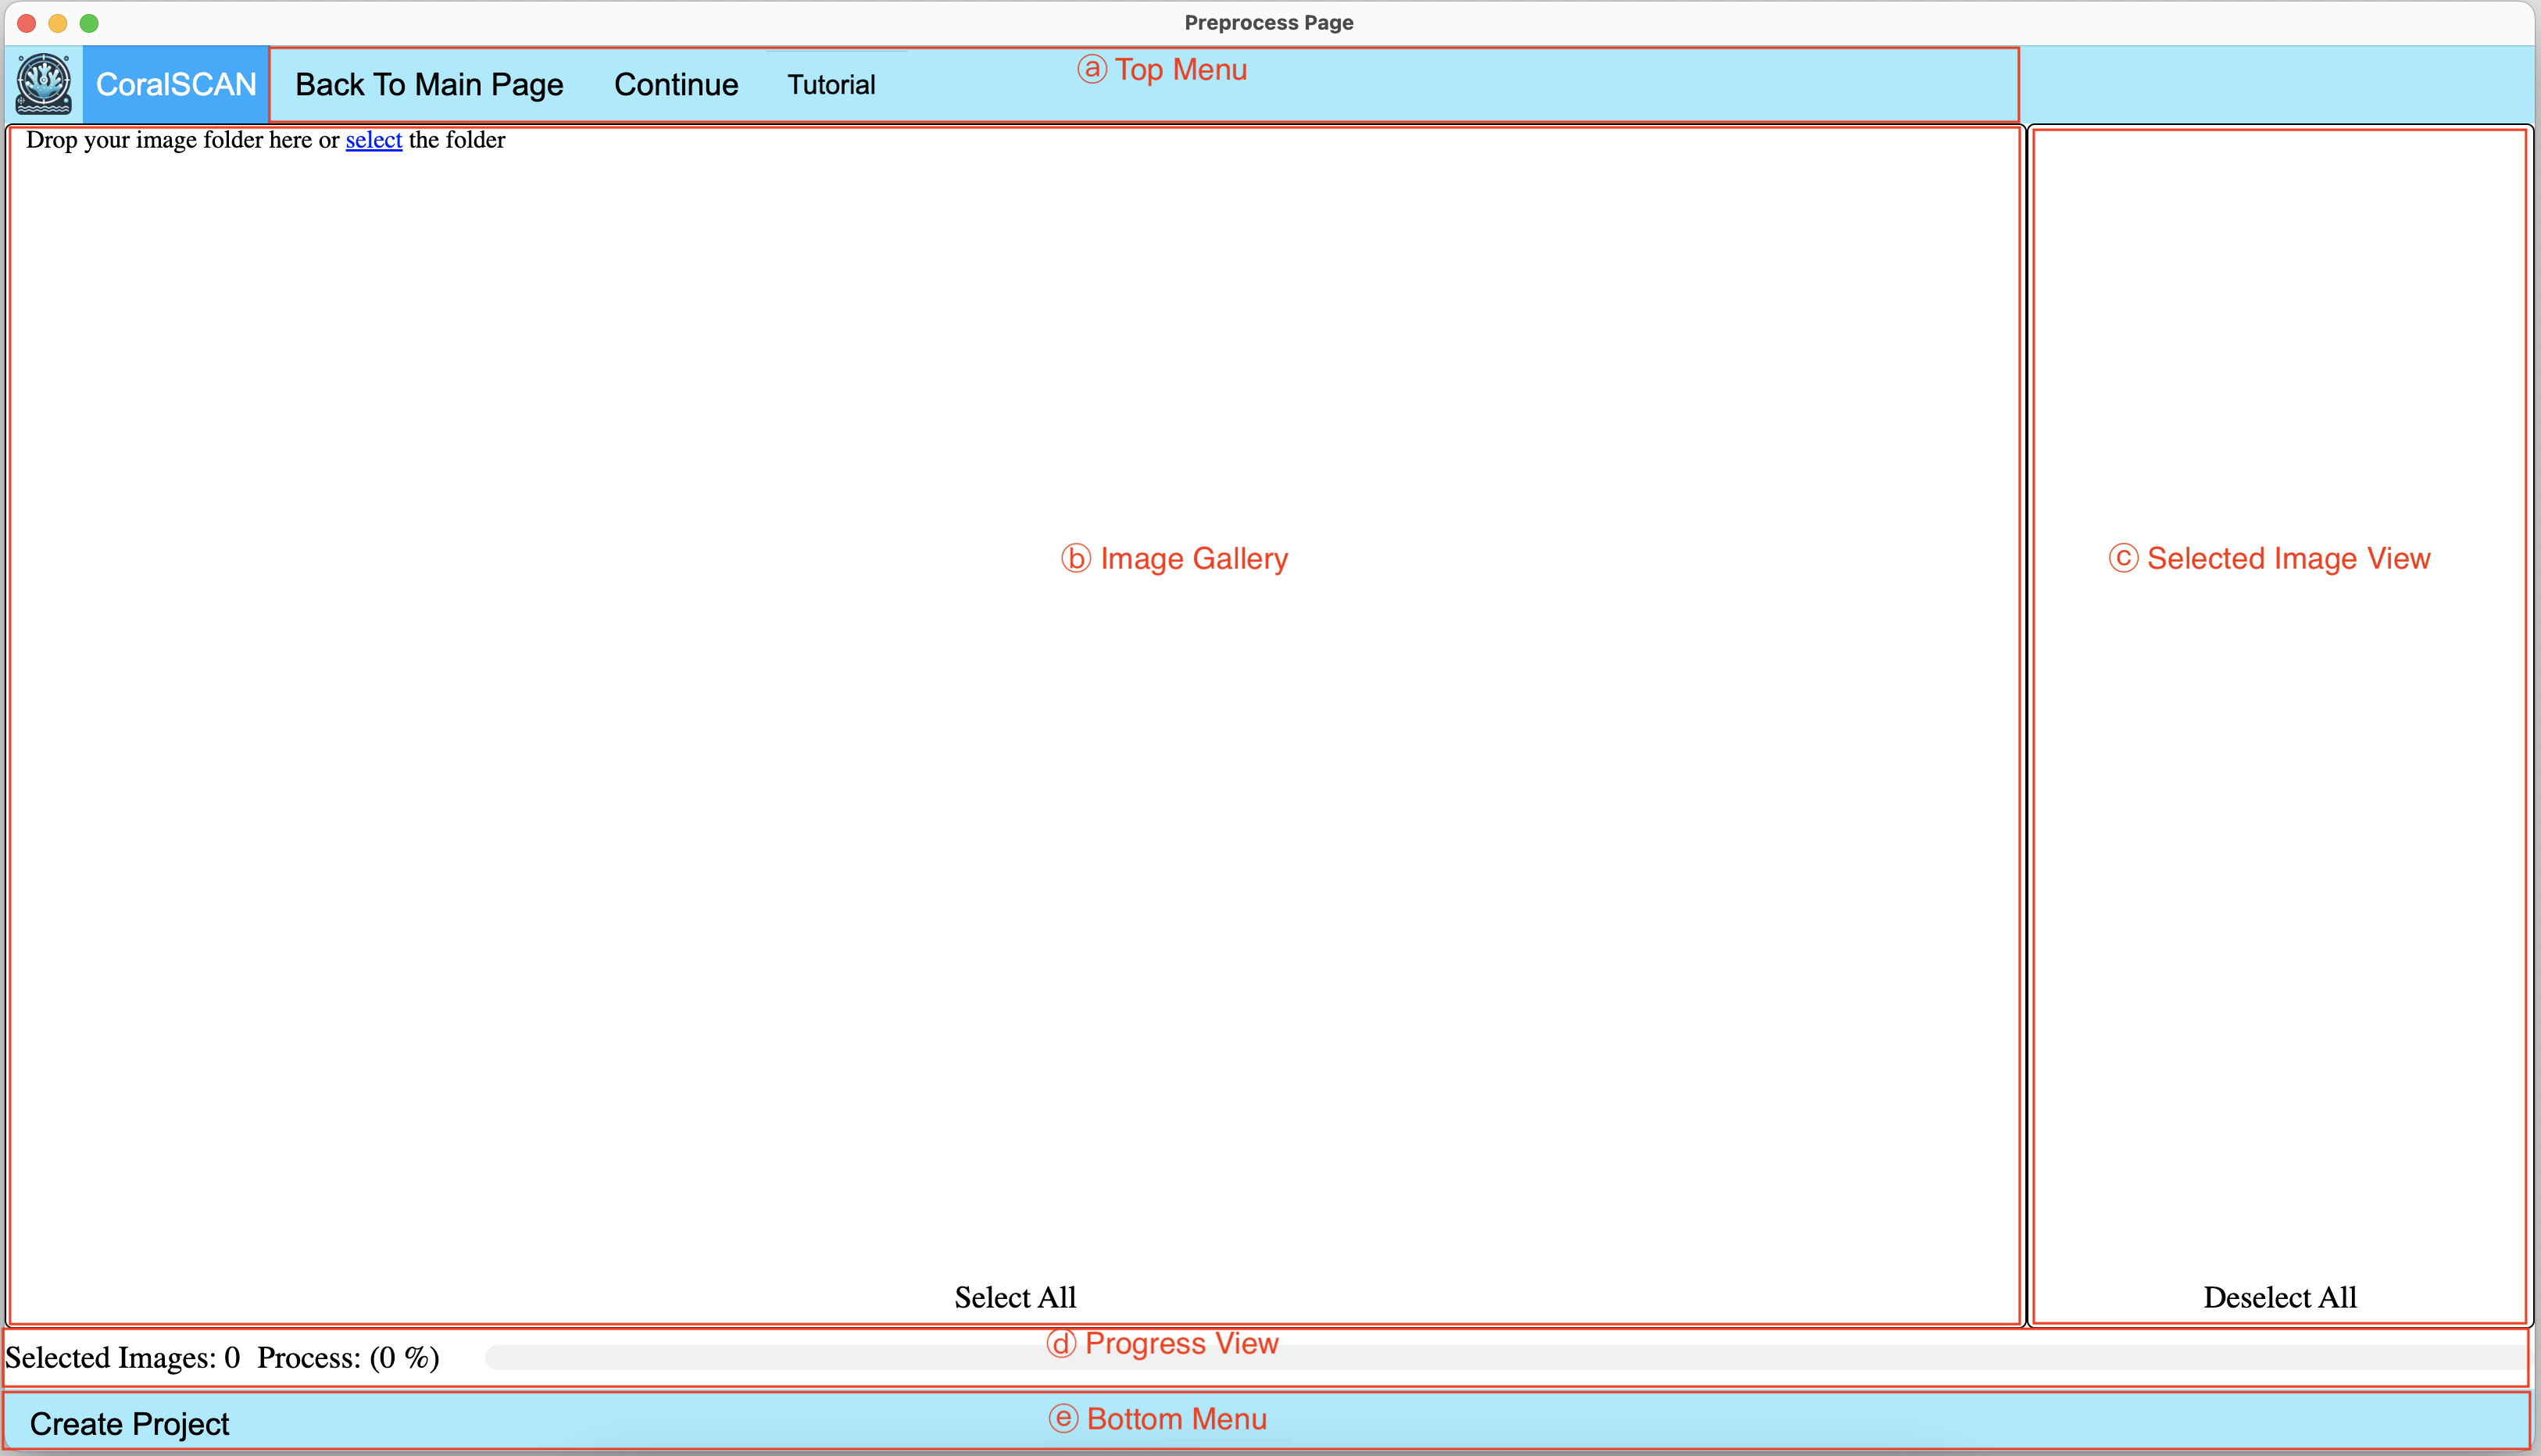 Preprocess Page
CoralSCAN Back To Main Page Continue Tutorial ⓐ Top Menu
Drop your image folder here or select the folder
ⓑ Image Gallery
ⓒ Selected Image View
Select All
Deselect All
ⓓ Progress View
Selected Images: 0 Process: (0 %)
Create Project
ⓔ Bottom Menu